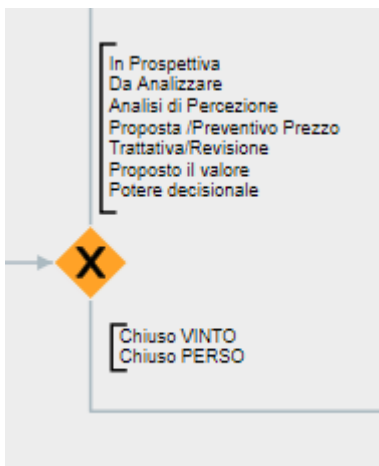 In Prospettiva
Da Analizzare
Analisi di Percezione
Proposta /Preventivo Prezzo
Trattativa/Revisione
Proposto il valore
Potere decisionale
X
Chiuso VINTO
Chiuso PERSO